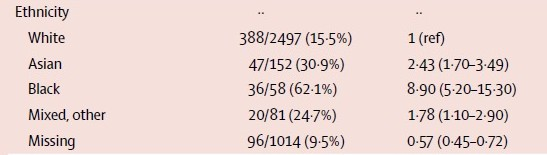 Ethnicity .. ..
White 388/2497 (15·5%) 1 (ref)
Asian 47/152 (30·9%) 2·43 (1·70–3·49)
Black 36/58 (62·1%) 8·90 (5·20–15·30)
Mixed, other 20/81 (24·7%) 1·78 (1·10–2·90)
Missing 96/1014 (9·5%) 0·57 (0·45–0·72)